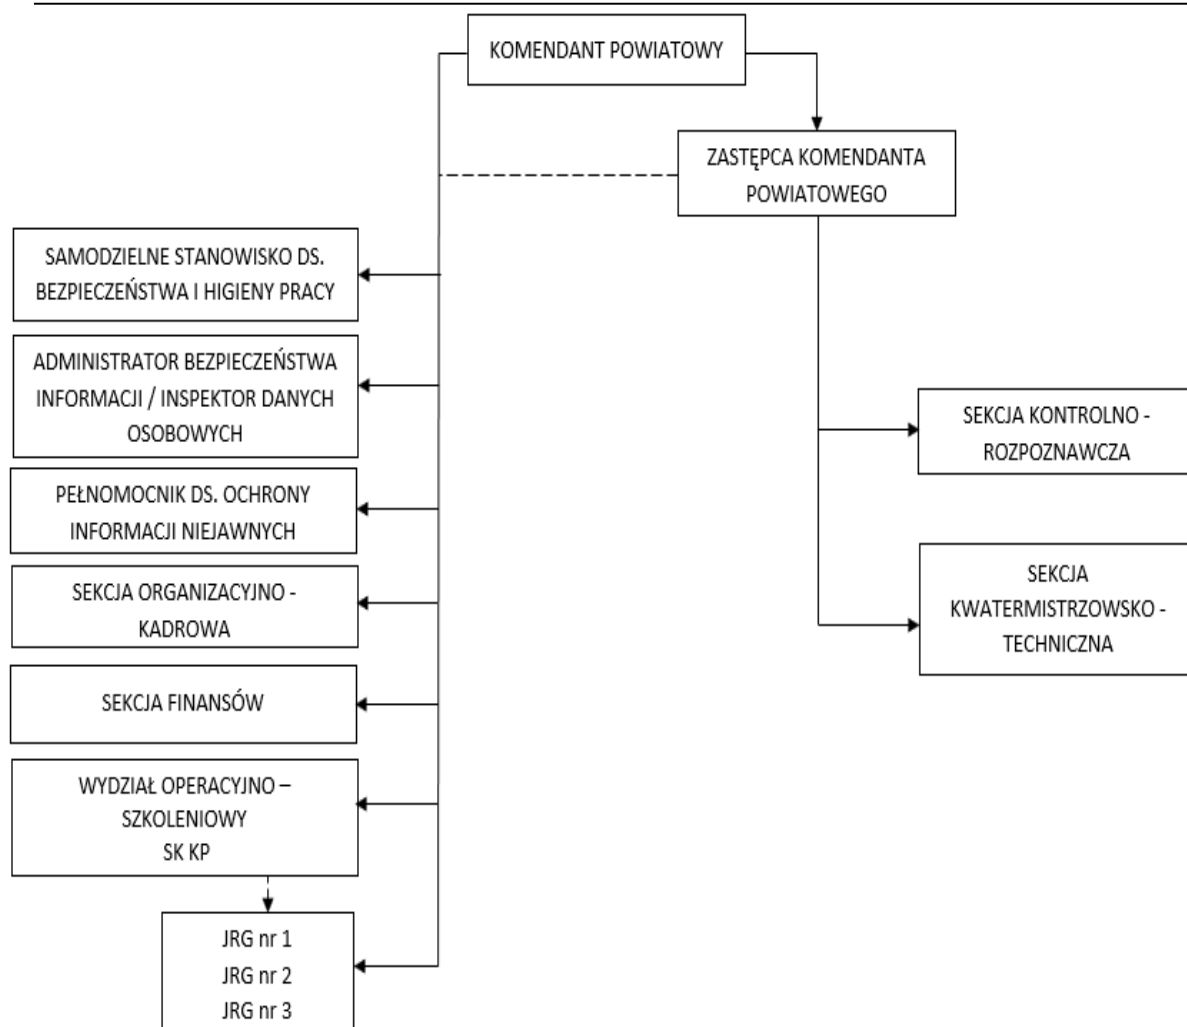 KOMENDANT POWIATOWY
ZASTĘPCA KOMENDANTA
POWIATOWEGO
SAMODZIELNE STANOWISKO DS.
BEZPIECZEŃSTWA I HIGIENY PRACY
ADMINISTRATOR BEZPIECZEŃSTWA
INFORMACJI / INSPEKTOR DANYCH
OSOBOWYCH
PEŁNOMOCNIK DS. OCHRONY
INFORMACJI NIEJAWNYCH
SEKCJA ORGANIZACYJNO -
KADROWA
SEKCJA FINANSÓW
WYDZIAŁ OPERACYJNO –
SZKOLENIOWY
SK KP
JRG nr 1
JRG nr 2
JRG nr 3
SEKCJA KONTROLNO -
ROZPOZNAWCZA
SEKCJA
KWATERMISTRZOWSKO -
TECHNICZNA